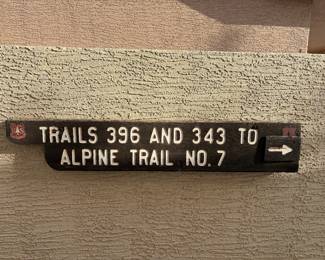 TRAILS 396 AND 343 TO
ALPINE TRAIL NO. 7